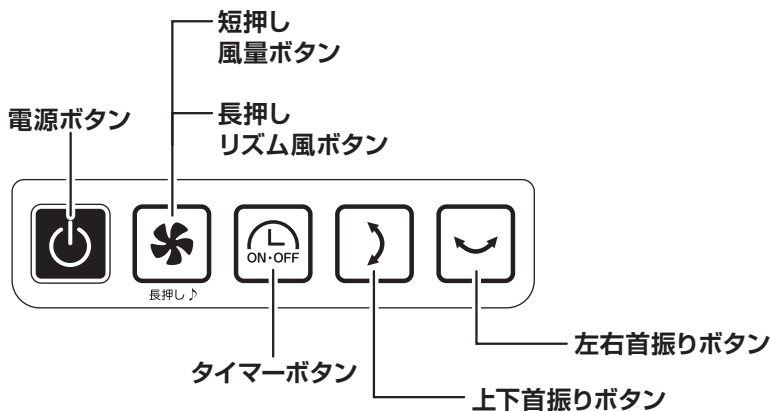 短押し
風量ボタン
長押し
リズム風ボタン
電源ボタン
ON・OFF
長押し♪
左右首振りボタン
タイマーボタン
上下首振りボタン